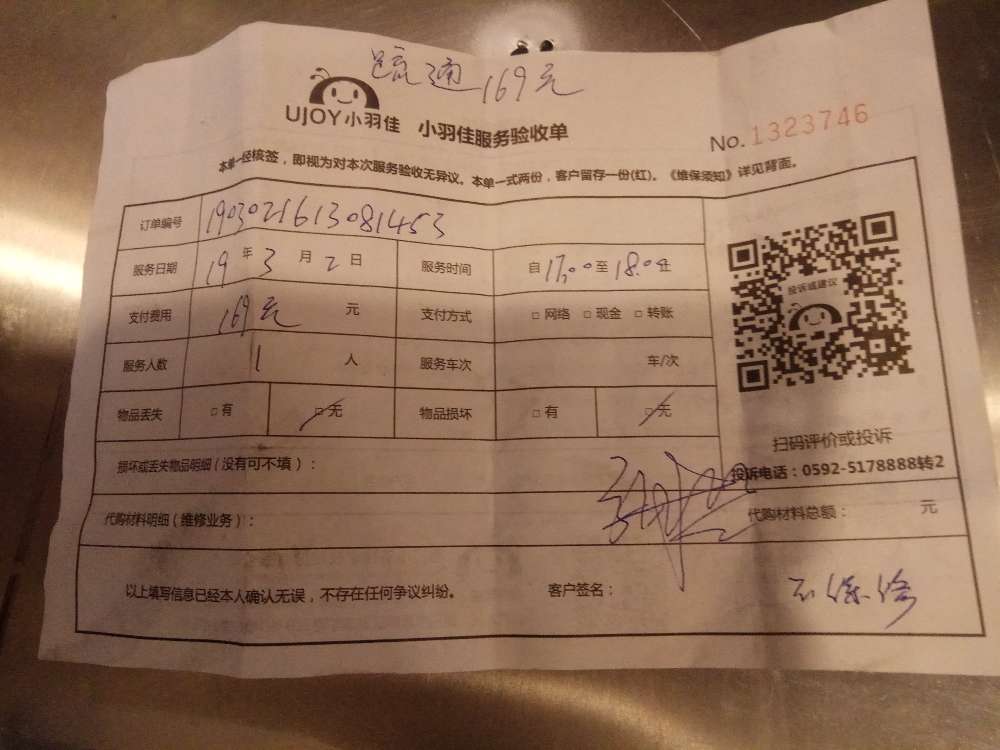 疏通 169元
UJOY小羽佳 小羽佳服务验收单
No. 1323746
本单一经核签，即视为对本次服务验收无异议。本单一式两份，客户留存一份(红)。《维保须知》详见背面。
订单编号 1903021613081453
服务日期 19 年 3 月 2 日 服务时间 自 17.00 至 18.00 止
支付费用 169元 元 支付方式 □ 网络 □ 现金 □ 转账
服务人数 1 人 服务车次 车/次
物品丢失 □ 有 □ 无 物品损坏 □ 有 □ 无
投诉或建议
扫码评价或投诉
投诉电话：0592-5178888转2
损坏或丢失物品明细（没有可不填）：
代购材料明细（维修业务）： 代购材料总额： 元
以上填写信息已经本人确认无误，不存在任何争议纠纷。 客户签名：
不保修